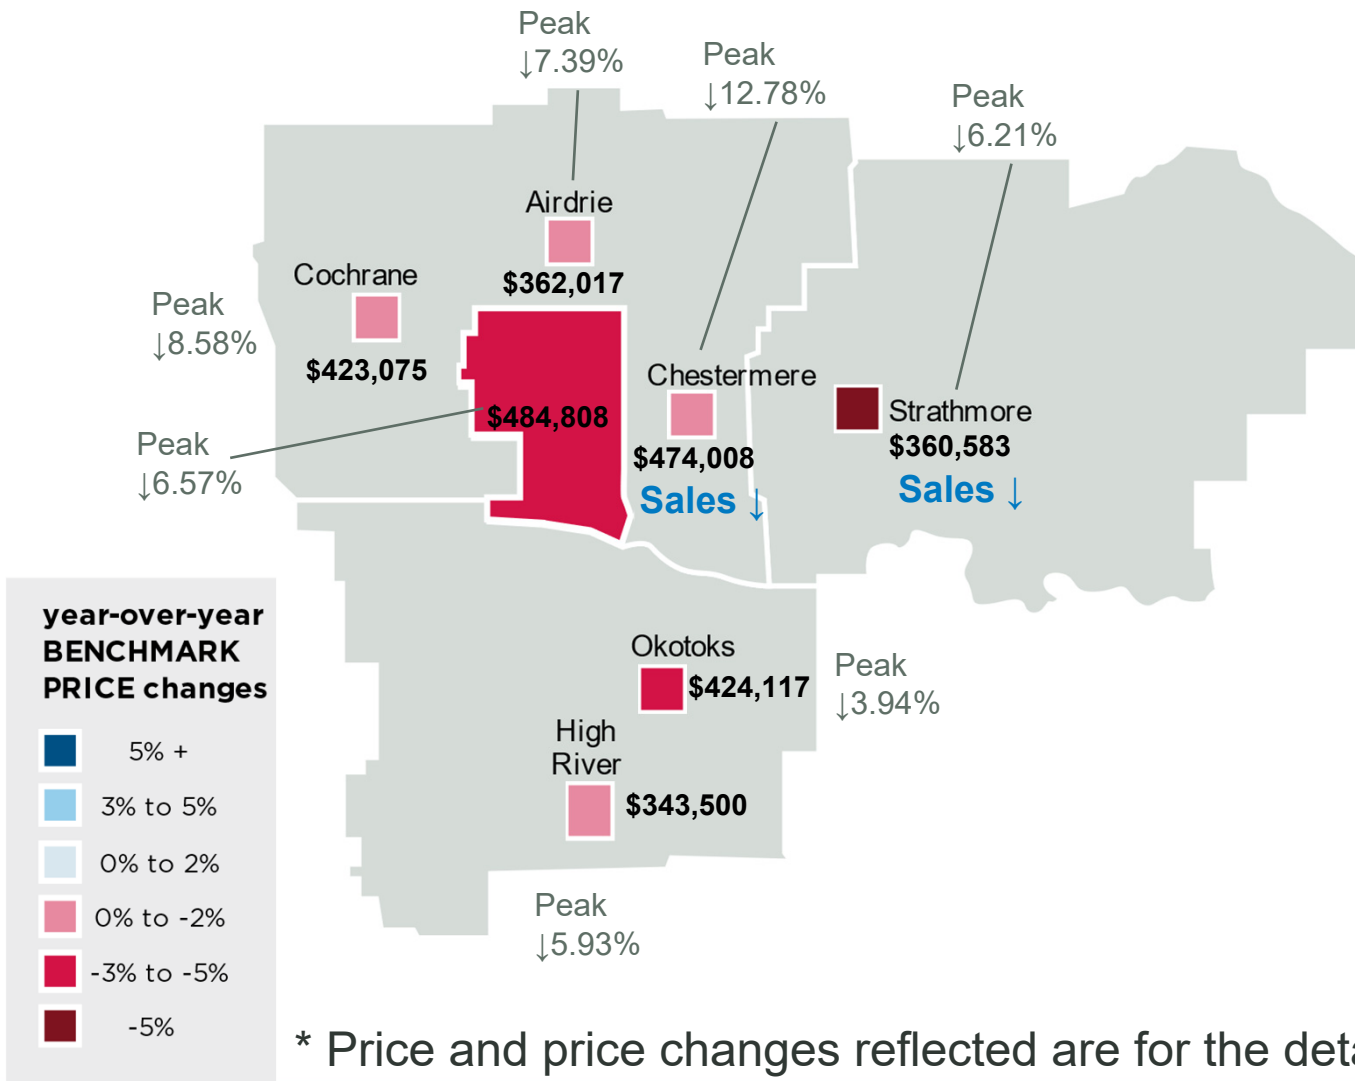 Peak
↓7.39%
Peak
↓12.78%
Peak
↓6.21%
Airdrie
$362,017
Cochrane
$423,075
Peak
↓8.58%
Chestermere
$474,008
Sales ↓
Strathmore
$360,583
Sales ↓
$484,808
Peak
↓6.57%
Okotoks
$424,117
Peak
↓3.94%
High
River
$343,500
Peak
↓5.93%
year-over-year
BENCHMARK
PRICE changes
5% +
3% to 5%
0% to 2%
0% to -2%
-3% to -5%
-5%
* Price and price changes reflected are for the